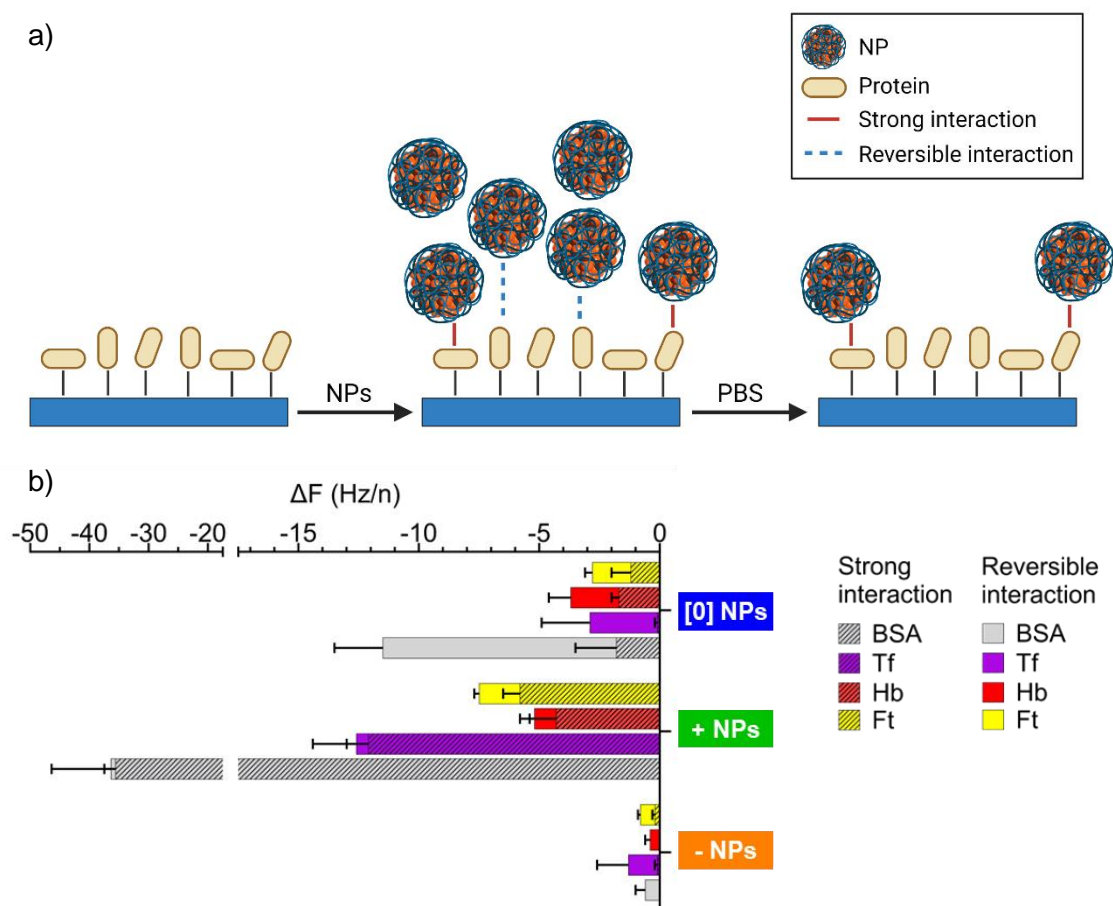 a)
NP
Protein
Strong interaction
Reversible interaction
NPs
PBS
b)
ΔF (Hz/n)
-50 -40 -30 -20 -15 -10 -5 0
[0] NPs
+ NPs
- NPs
Strong interaction
BSA
Tf
Hb
Ft
Reversible interaction
BSA
Tf
Hb
Ft